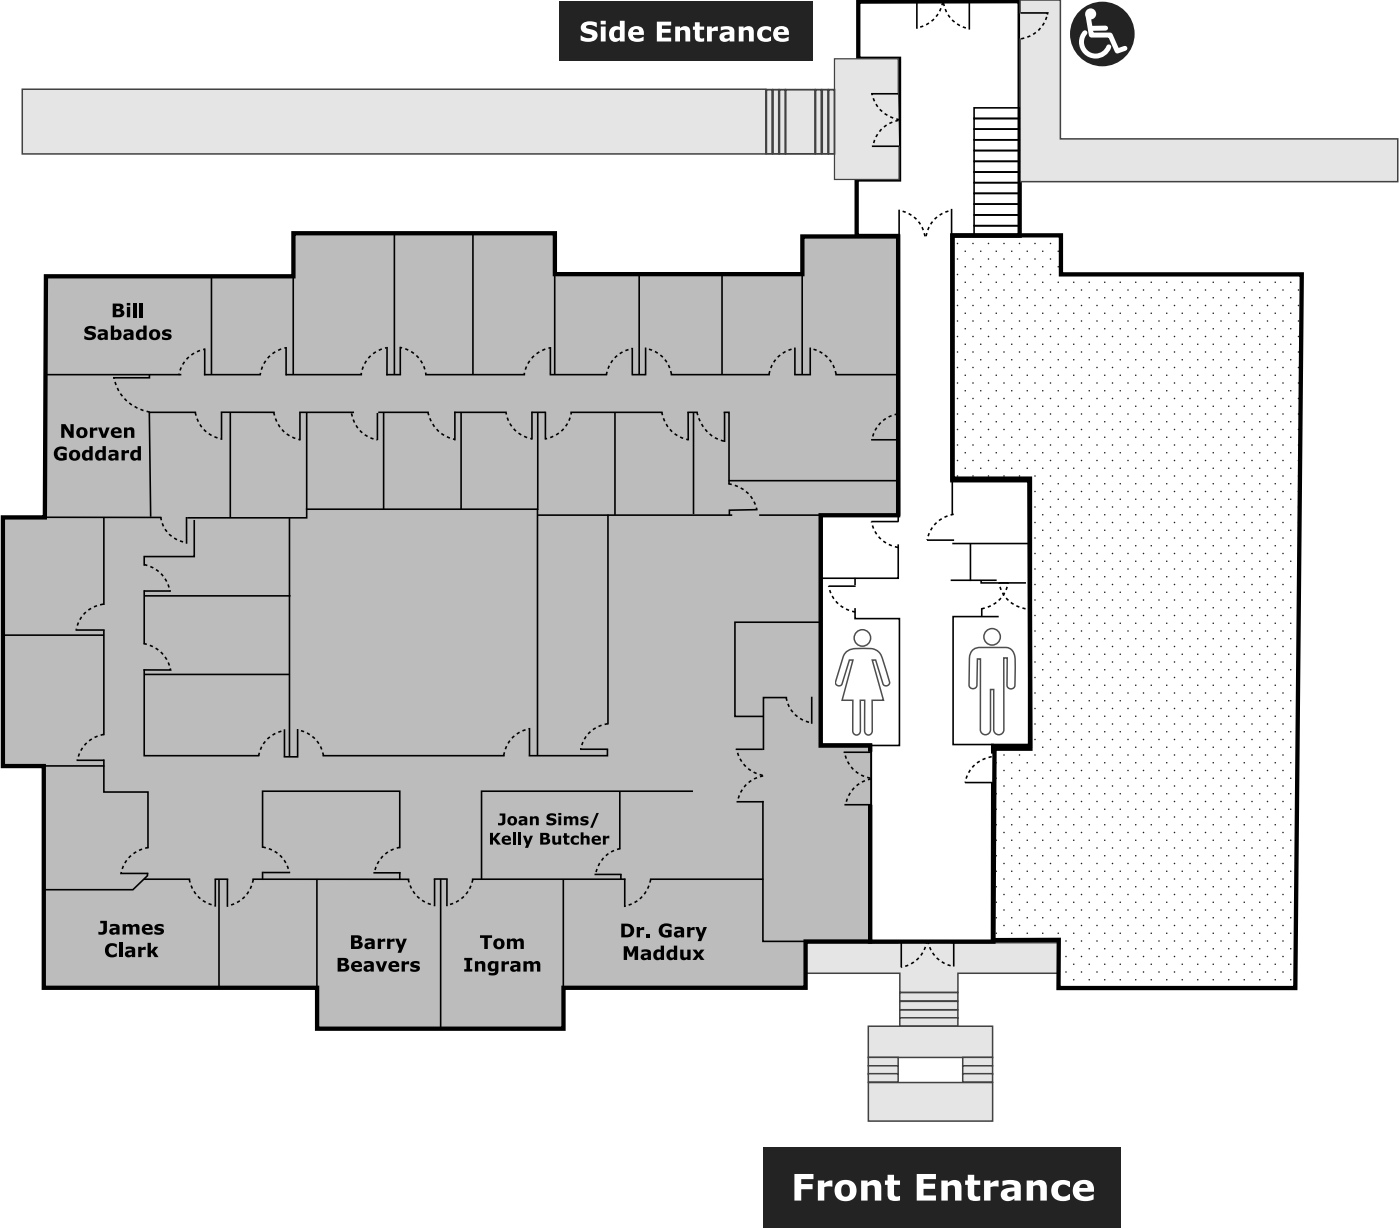 Side Entrance
Bill
Sabados
Norven
Goddard
Joan Sims/
Kelly Butcher
James
Clark
Barry
Beavers
Tom
Ingram
Dr. Gary
Maddux
Front Entrance